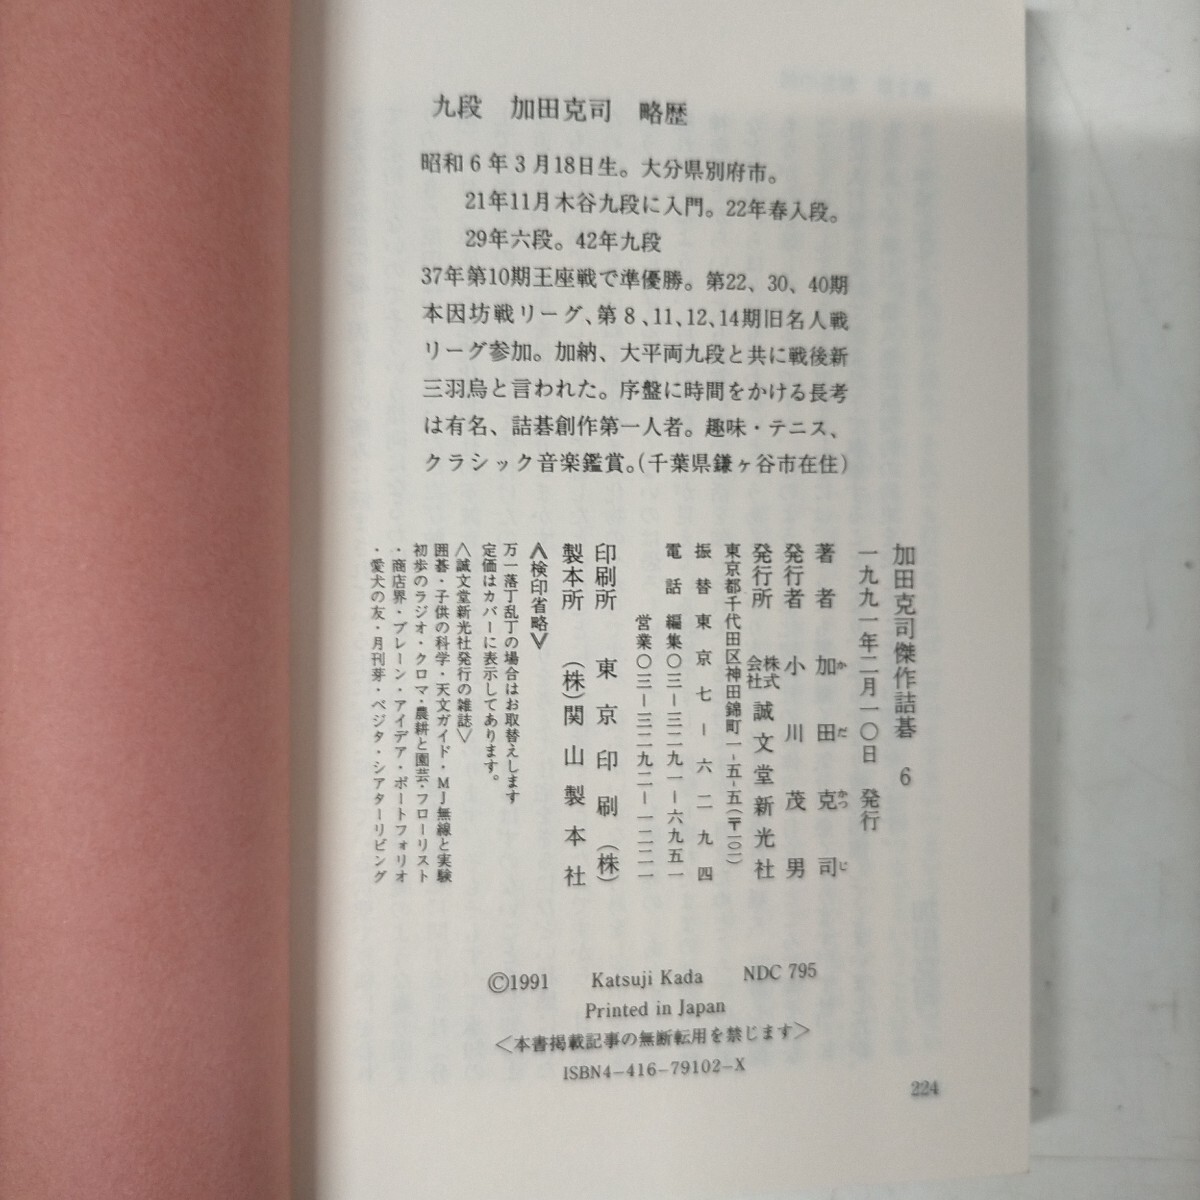 九段　加田克司　略歴
昭和6年3月18日生。大分県別府市。
21年11月木谷九段に入門。22年春入段。
29年六段。42年九段
37年第10期王座戦で準優勝。第22、30、40期
本因坊戦リーグ、第8、11、12、14期旧名人戦
リーグ参加。加納、大平両九段と共に戦後新
三羽烏と言われた。序盤に時間をかける長考
は有名、詰碁創作第一人者。趣味・テニス、
クラシック音楽鑑賞。(千葉県鎌ヶ谷市在住)
加田克司傑作詰碁　6
一九九一年二月一〇日　発行
著者　加田克司
かだかつじ
発行者　小川茂男
発行所　株式会社　誠文堂新光社
東京都千代田区神田錦町一-五-五(〒一〇一)
振替　東京七-六二九四
電話　編集〇三-三二九一-六九五一
営業〇三-三二九二-一二二一
印刷所　東京印刷(株)
製本所　(株)関山製本社
≪検印省略≫
万一落丁乱丁の場合はお取替えします
定価はカバーに表示してあります。
〈誠文堂新光社発行の雑誌〉
囲碁・子供の科学・天文ガイド・MJ無線と実験
初歩のラジオ・クロマ・農耕と園芸・フローリスト
・商店界・ブレーン・アイデア・ポートフォリオ
・愛犬の友・月刊芽・ベジタ・シアターリビング
©1991　Katsuji Kada　NDC 795
Printed in Japan
＜本書掲載記事の無断転用を禁じます＞
ISBN4-416-79102-X
224